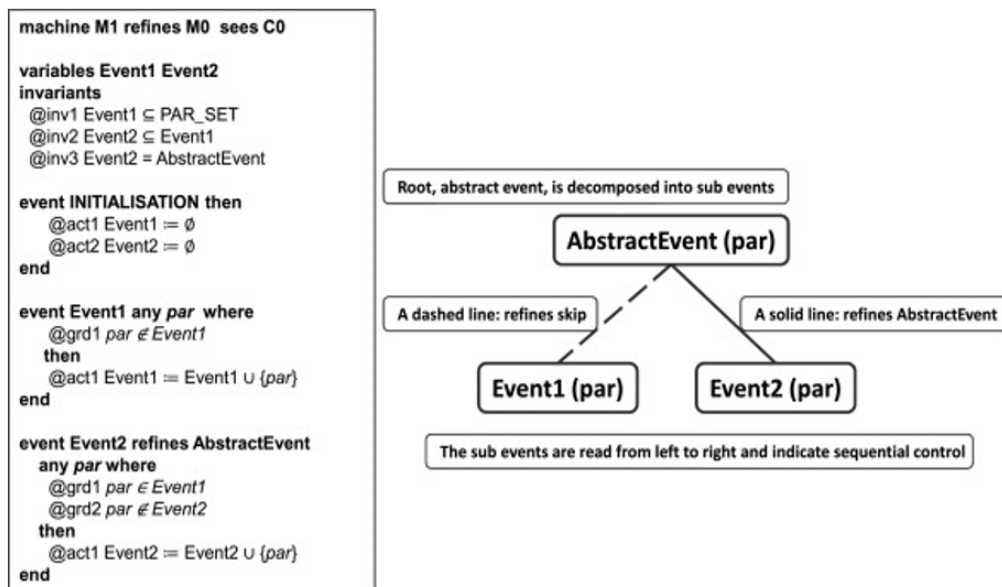 machine M1 refines M0 sees C0
variables Event1 Event2
invariants
@inv1 Event1 ⊆ PAR_SET
@inv2 Event2 ⊆ Event1
@inv3 Event2 = AbstractEvent
event INITIALISATION then
@act1 Event1 ≔ ∅
@act2 Event2 ≔ ∅
end
event Event1 any par where
@grd1 par ∉ Event1
then
@act1 Event1 ≔ Event1 ∪ {par}
end
event Event2 refines AbstractEvent
any par where
@grd1 par ∈ Event1
@grd2 par ∉ Event2
then
@act1 Event2 ≔ Event2 ∪ {par}
end
Root, abstract event, is decomposed into sub events
AbstractEvent (par)
A dashed line: refines skip
A solid line: refines AbstractEvent
Event1 (par)
Event2 (par)
The sub events are read from left to right and indicate sequential control